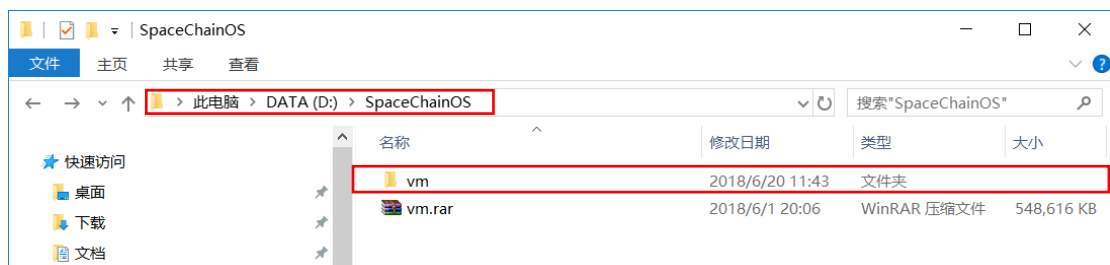 SpaceChainOS
文件 主页 共享 查看
此电脑 > DATA (D:) > SpaceChainOS 搜索"SpaceChainOS"
名称 修改日期 类型 大小
快速访问
vm 2018/6/20 11:43 文件夹
桌面
vm.rar 2018/6/1 20:06 WinRAR 压缩文件 548,616 KB
下载
文档